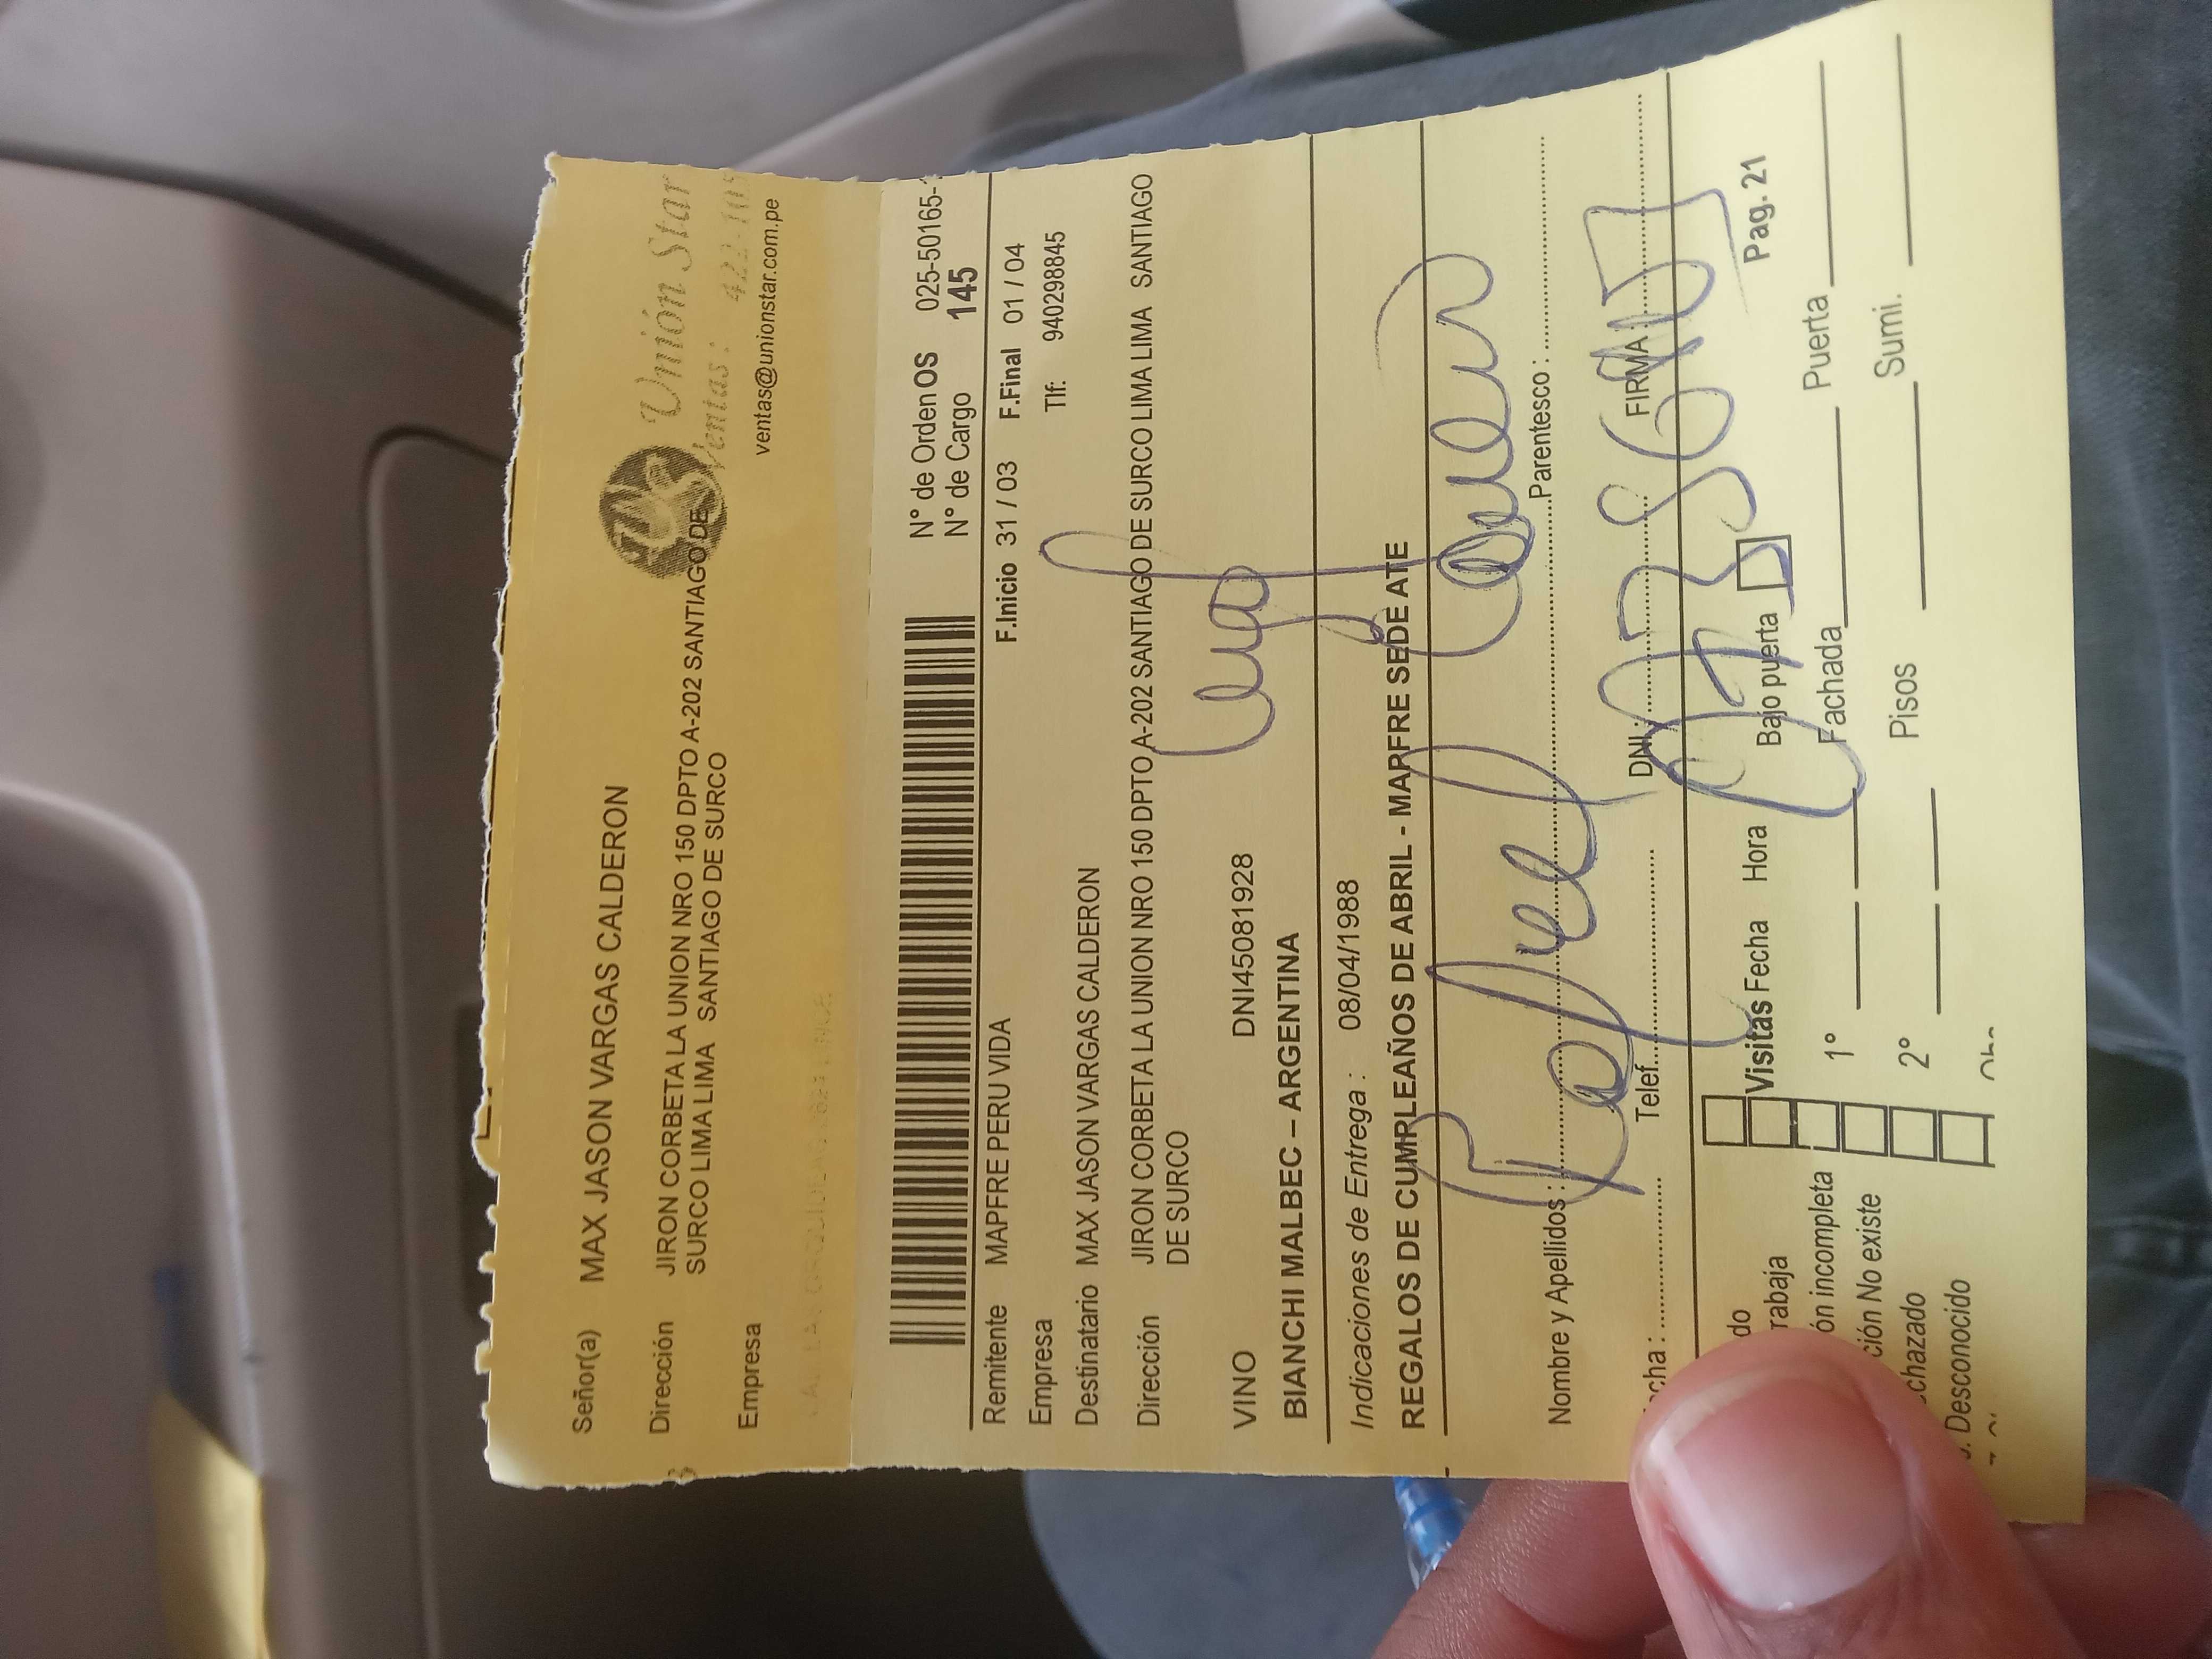 Señor(a) MAX JASON VARGAS CALDERON
Unión Star
Dirección JIRON CORBETA LA UNION NRO 150 DPTO A-202 SANTIAGO DE
SURCO LIMA LIMA SANTIAGO DE SURCO
Ventas :
Empresa
ventas@unionstar.com.pe
N° de Orden OS 025-50165-
N° de Cargo 145
Remitente MAPFRE PERU VIDA
F.Inicio 31 / 03 F.Final 01 / 04
Empresa
Tlf: 940298845
Destinatario MAX JASON VARGAS CALDERON
Dirección JIRON CORBETA LA UNION NRO 150 DPTO A-202 SANTIAGO DE SURCO LIMA LIMA SANTIAGO
DE SURCO
VINO DNI45081928
BIANCHI MALBEC – ARGENTINA
Indicaciones de Entrega : 08/04/1988
REGALOS DE CUMPLEAÑOS DE ABRIL - MAPFRE SEDE ATE
Nombre y Apellidos : Parentesco :
cha : Telef. DNI : FIRMA
do
Visitas Fecha Hora Bajo puerta Pag. 21
rabaja
ón incompleta 1° Fachada Puerta
ción No existe
chazado 2° Pisos Sumi.
Desconocido